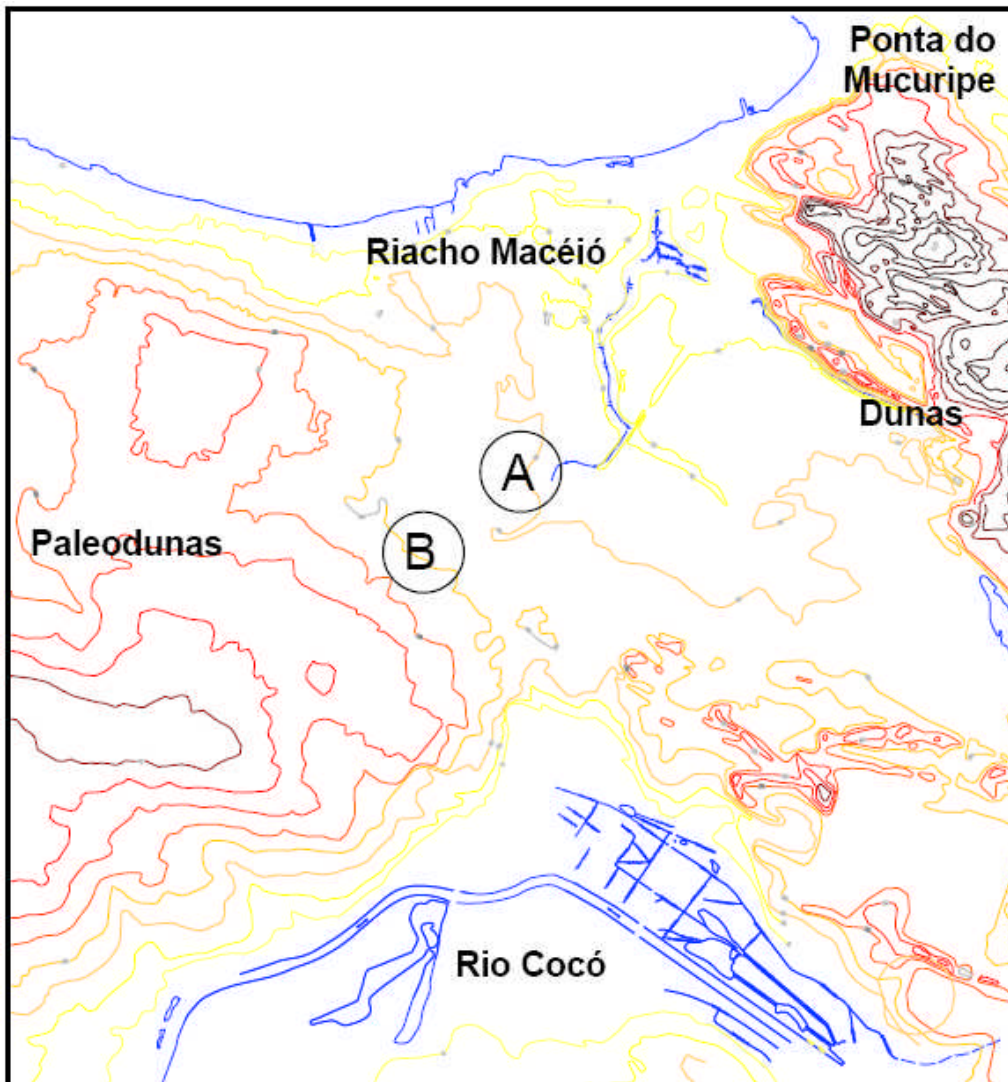 Ponta do
Mucuripe
Riacho Macéió
Dunas
A
Paleodunas
B
Rio Cocó